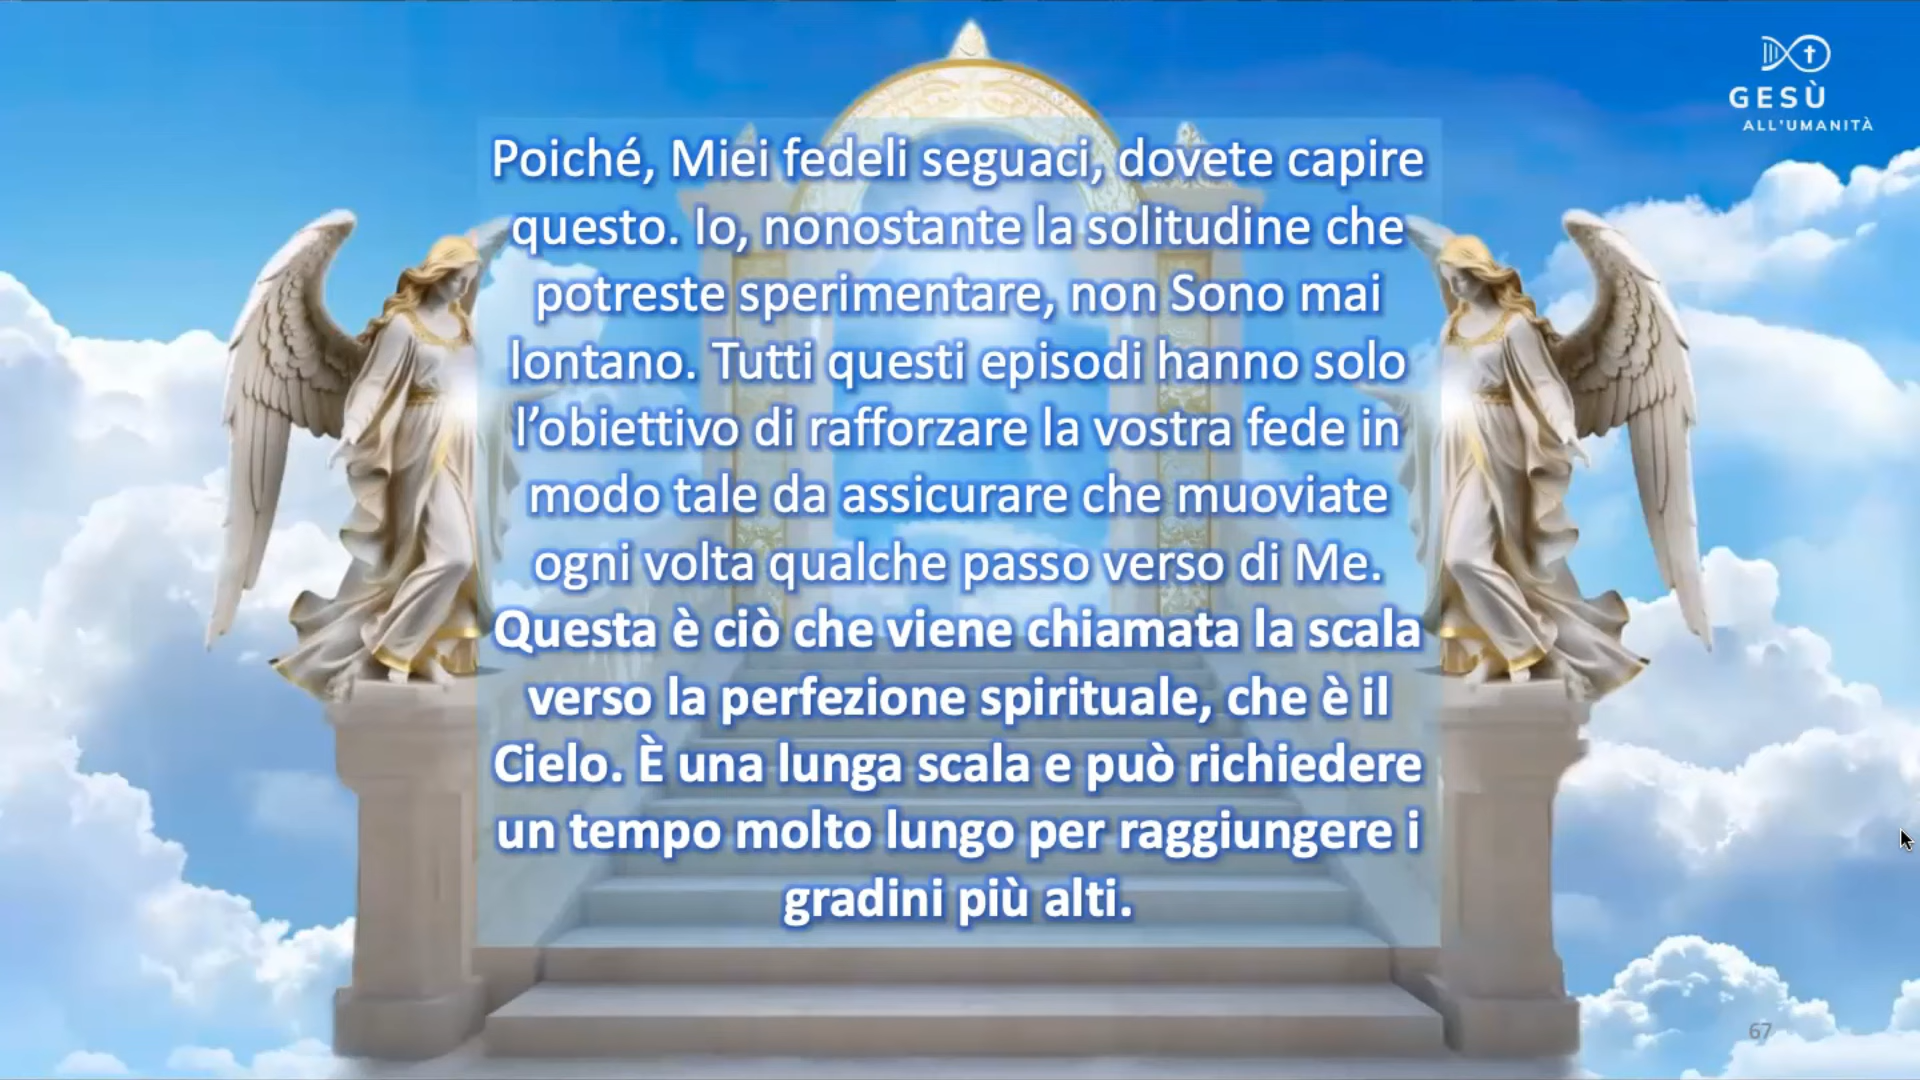 GESÙ
ALL'UMANITÀ
Poiché, Miei fedeli seguaci, dovete capire
questo. Io, nonostante la solitudine che
potreste sperimentare, non Sono mai
lontano. Tutti questi episodi hanno solo
l’obiettivo di rafforzare la vostra fede in
modo tale da assicurare che muoviate
ogni volta qualche passo verso di Me.
Questa è ciò che viene chiamata la scala
verso la perfezione spirituale, che è il
Cielo. È una lunga scala e può richiedere
un tempo molto lungo per raggiungere i
gradini più alti.
67